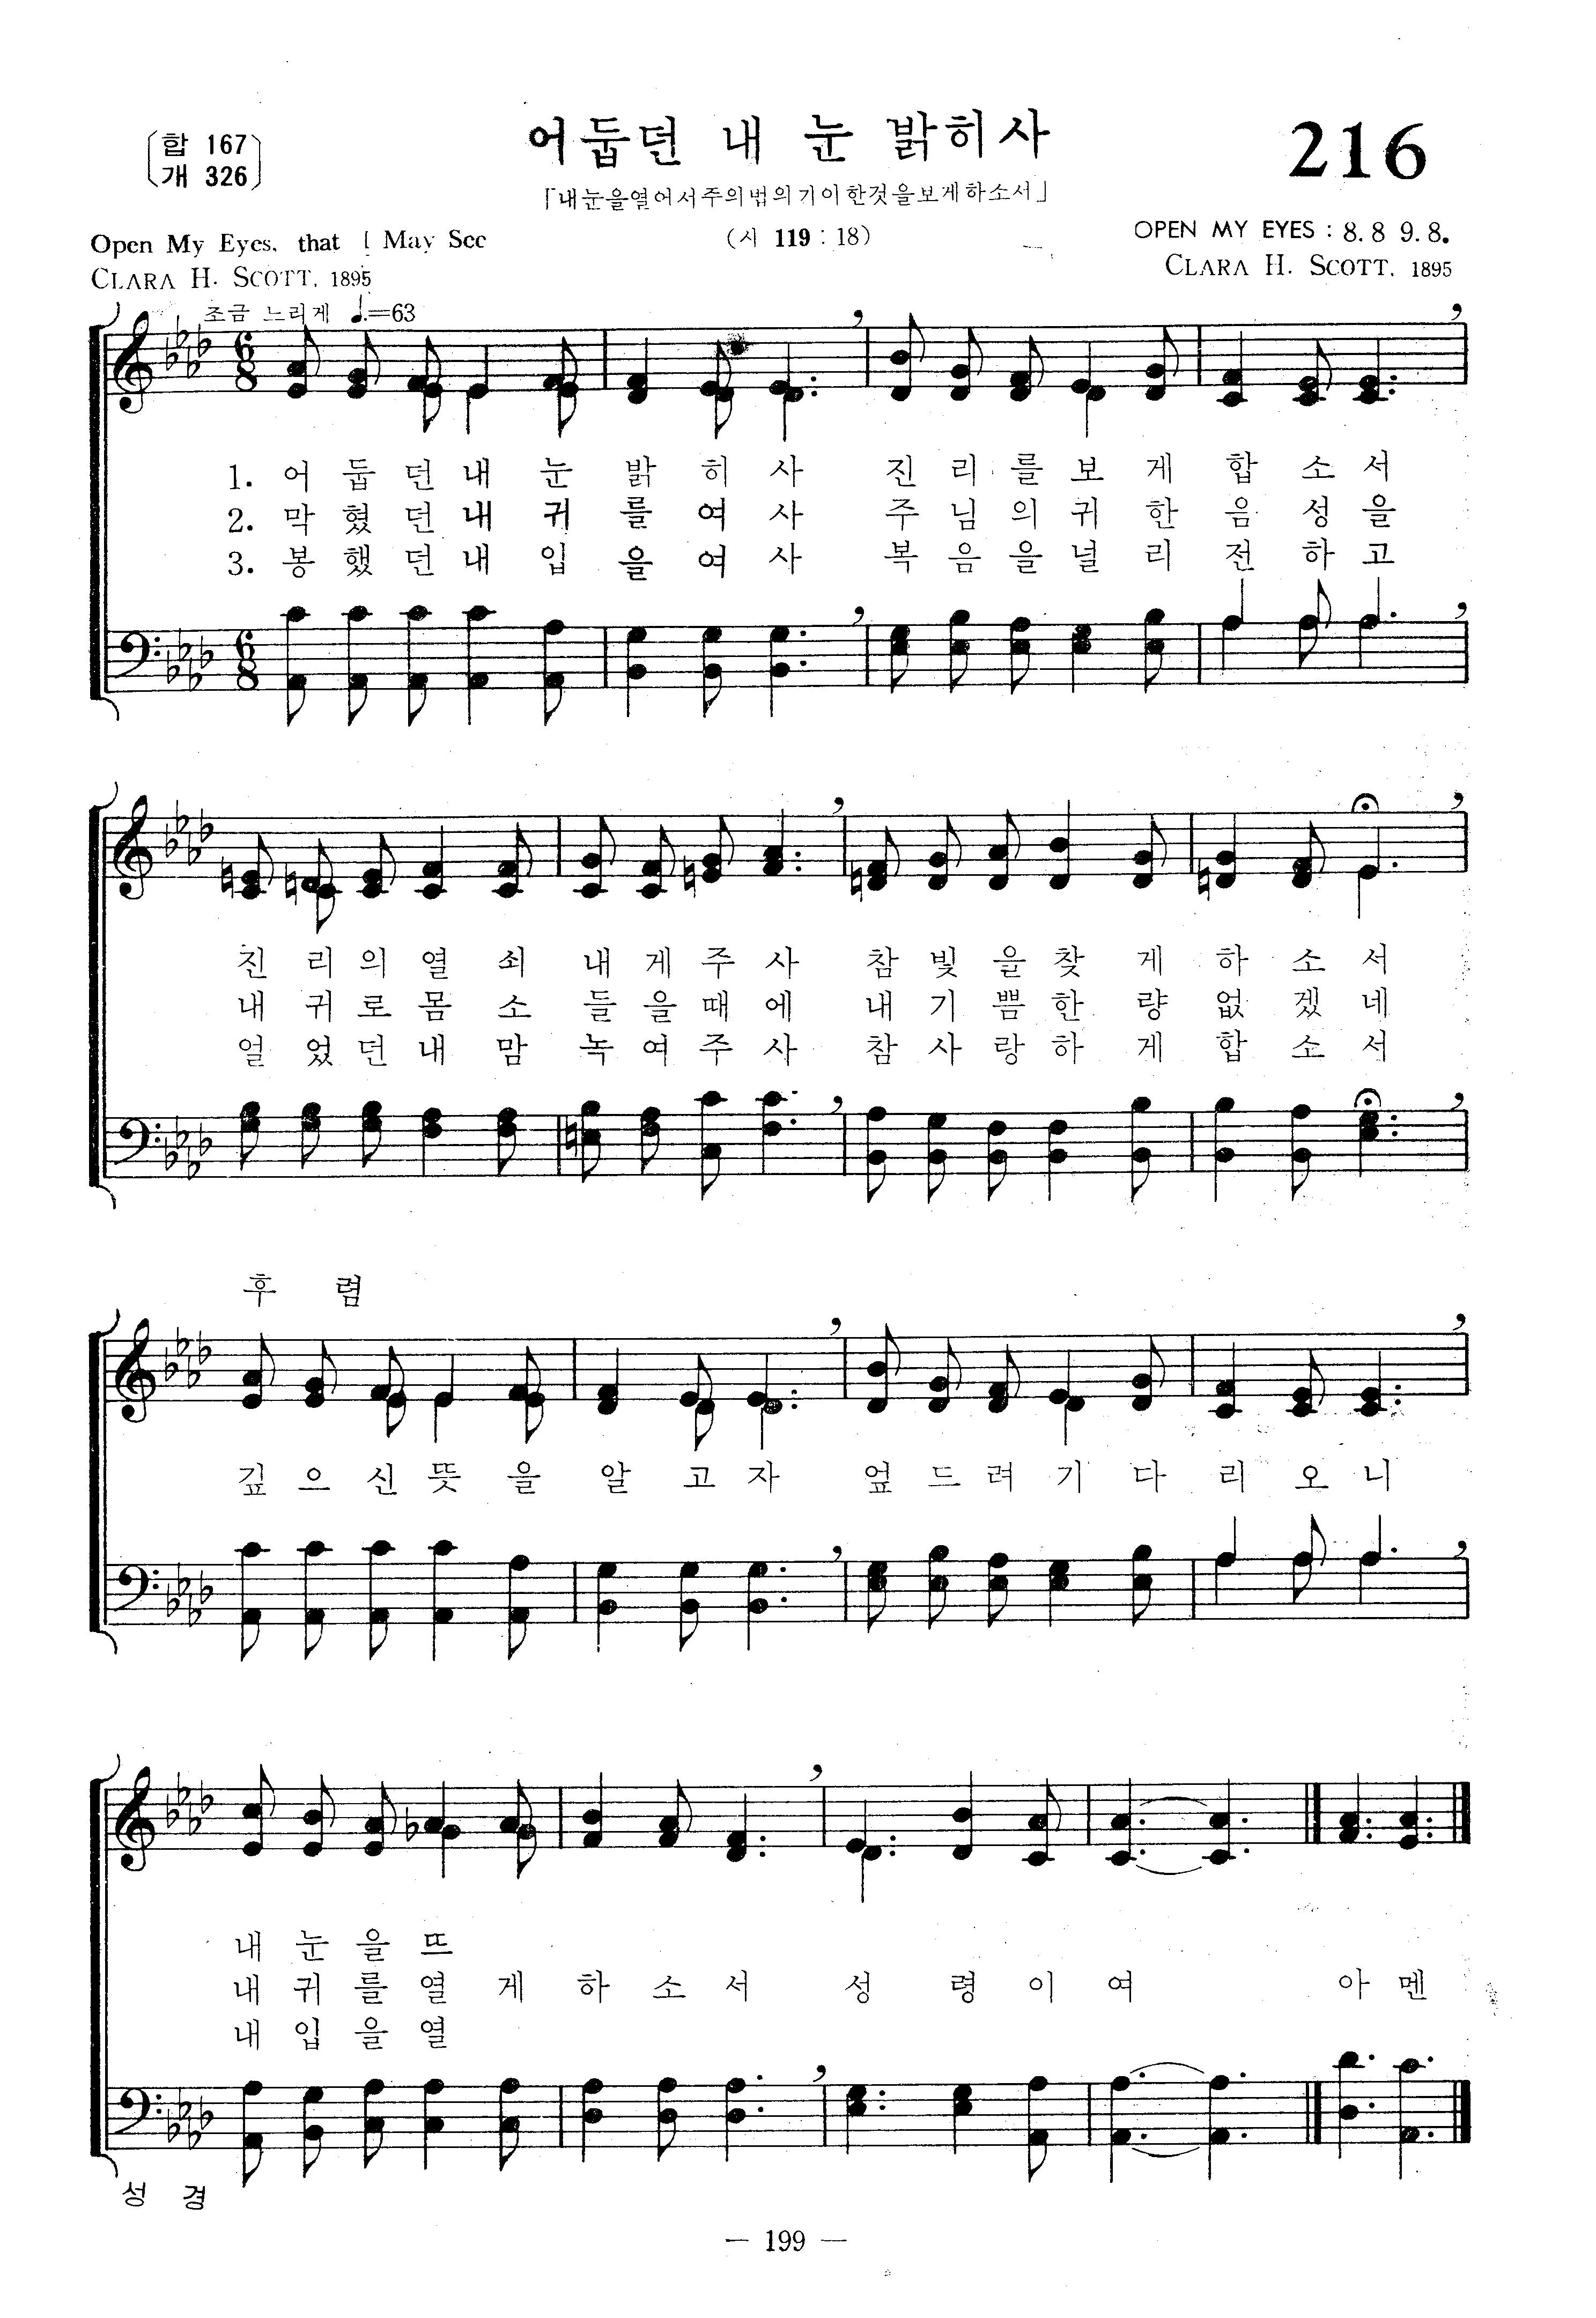 합 167
개 326
어둡던 내 눈 밝히사
216
「내눈을열어서주의법의기이한것을보게하소서」
(시 119 : 18)
Open My Eyes, that I May See
CLARA H. SCOTT, 1895
OPEN MY EYES : 8. 8 9. 8.
CLARA H. SCOTT, 1895
조금 느리게 ♩.=63
1. 어 둡 던 내 눈 밝 히 사 진 리 를 보 게 합 소 서
2. 막 혔 던 내 귀 를 여 사 주 님 의 귀 한 음 성 을
3. 봉 했 던 내 입 을 여 사 복 음 을 널 리 전 하 고
진 리 의 열 쇠 내 게 주 사 참 빛 을 찾 게 하 소 서
내 귀 로 몸 소 들 을 때 에 내 기 쁨 한 량 없 겠 네
얼 었 던 내 맘 녹 여 주 사 참 사 랑 하 게 합 소 서
후 렴
깊 으 신 뜻 을 알 고 자 엎 드 려 기 다 리 오 니
내 눈 을 뜨
내 귀 를 열 게 하 소 서 성 령 이 여 아 멘
내 입 을 열
성 경
— 199 —